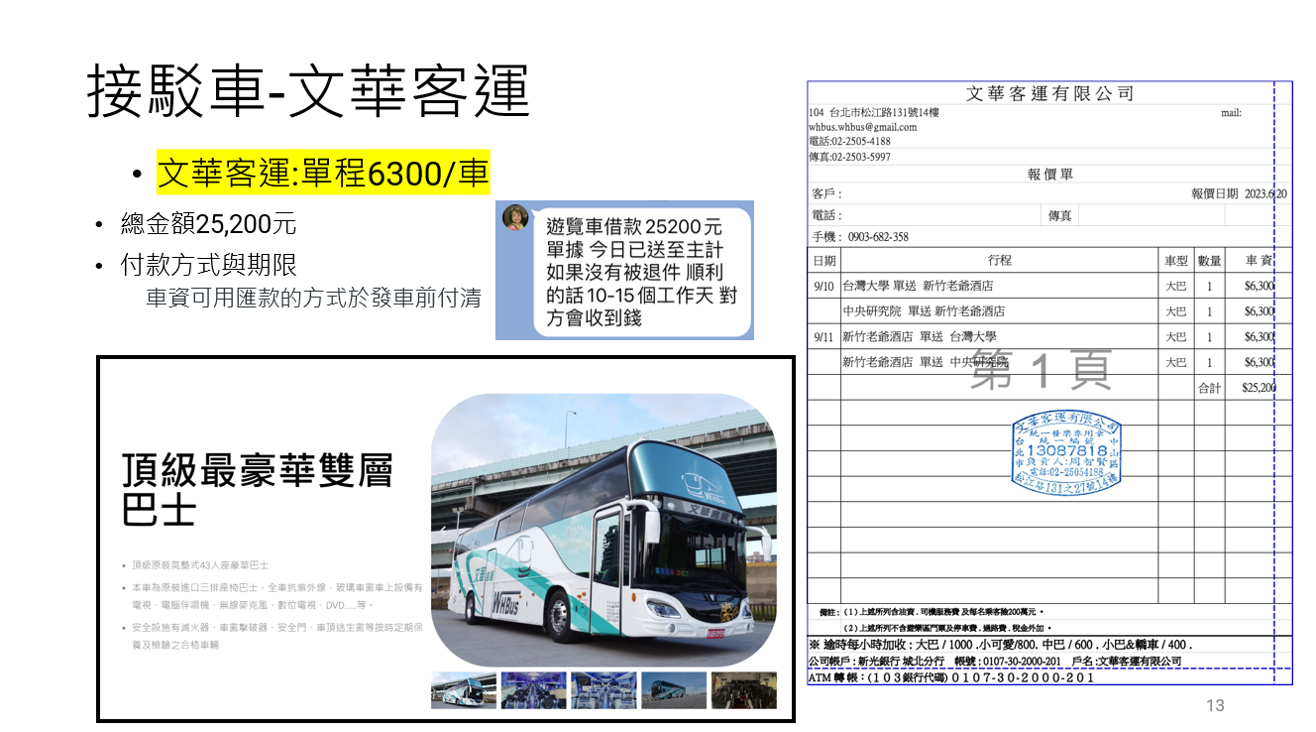 接駁車-文華客運
• 文華客運:單程6300/車
• 總金額25,200元
• 付款方式與期限
車資可用匯款的方式於發車前付清
遊覽車借款25200元
單據 今日已送至主計
如果沒有被退件 順利
的話10-15個工作天 對
方會收到錢
頂級最豪華雙層
巴士
• 頂級原裝氣墊式43人座豪華巴士
• 本車為原裝進口三排座椅巴士、全車抗紫外線、玻璃車窗車上設備有
電視、電腦伴唱機、無線麥克風、數位電視、DVD.....等。
• 安全設施有滅火器、車窗擊破器、安全門、車頂逃生窗等按時定期保
養及檢驗之合格車輛
文華客運
WHBus
文華客運有限公司
104 台北市松江路131號14樓 mail:
whbus.whbus@gmail.com
電話:02-2505-4188
傳真:02-2503-5997
報價單
客戶: 報價日期 2023.6.20
電話: 傳真
手機: 0903-682-358
日期 行程 車型 數量 車資
9/10 台灣大學 單送 新竹老爺酒店 大巴 1 $6,300
中央研究院 單送 新竹老爺酒店 大巴 1 $6,300
9/11 新竹老爺酒店 單送 台灣大學 大巴 1 $6,300
新竹老爺酒店 單送 中央研究院 大巴 1 $6,300
第 1 頁
合計 $25,200
文華客運有限公司
統一發票專用章
統一編號
13087818
負責人:周智賢
電話:02-25054188
台北市 中山區
松江路131之27號14樓
備註: (1)上述所列含油資.司機服務費 及每名乘客險200萬元。
(2)上述所列不含遊樂區門票及停車費.過路費.稅金外加。
※ 逾時每小時加收:大巴/1000 .小可愛/800. 中巴/600 . 小巴&轎車/400 .
公司帳戶:新光銀行 城北分行 帳號:0107-30-2000-201 戶名:文華客運有限公司
ATM轉帳:(103銀行代碼)0107-30-2000-201
13